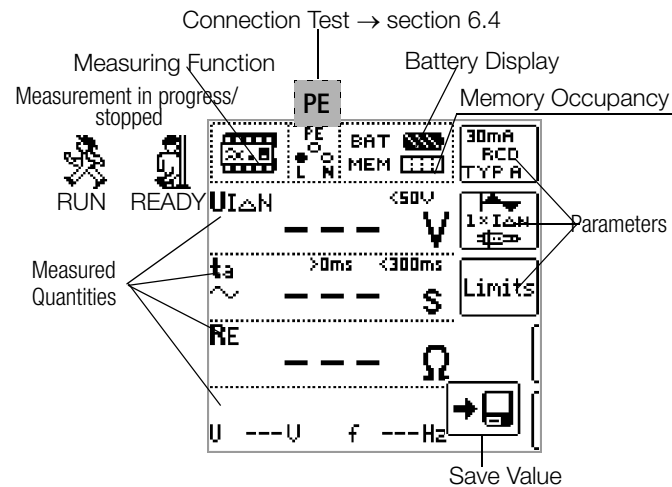 Connection Test → section 6.4
Measuring Function
Battery Display
Measurement in progress/
stopped
Memory Occupancy
PE
RUN
READY
PE
L N
BAT
MEM
30mA
RCD
TYP A
UI△N
<50V
--- V
1×I△N
Parameters
Measured
Quantities
ta
>0ms <300ms
~ --- s
Limits
RE
--- Ω
U ---V f ---Hz
Save Value